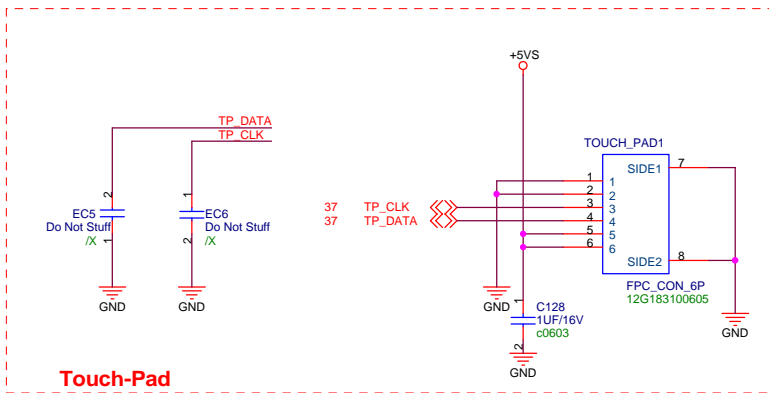 +5VS
TP_DATA
TP_CLK
TOUCH_PAD1
SIDE1 7
1 1
2 2
37 TP_CLK 3 3
37 TP_DATA 4 4
5 5
6 6
SIDE2 8
2
EC5
Do Not Stuff
/X
1
GND
1
EC6
Do Not Stuff
/X
2
GND
FPC_CON_6P
12G183100605
GND
1
C128
1UF/16V
c0603
2
GND
GND
Touch-Pad